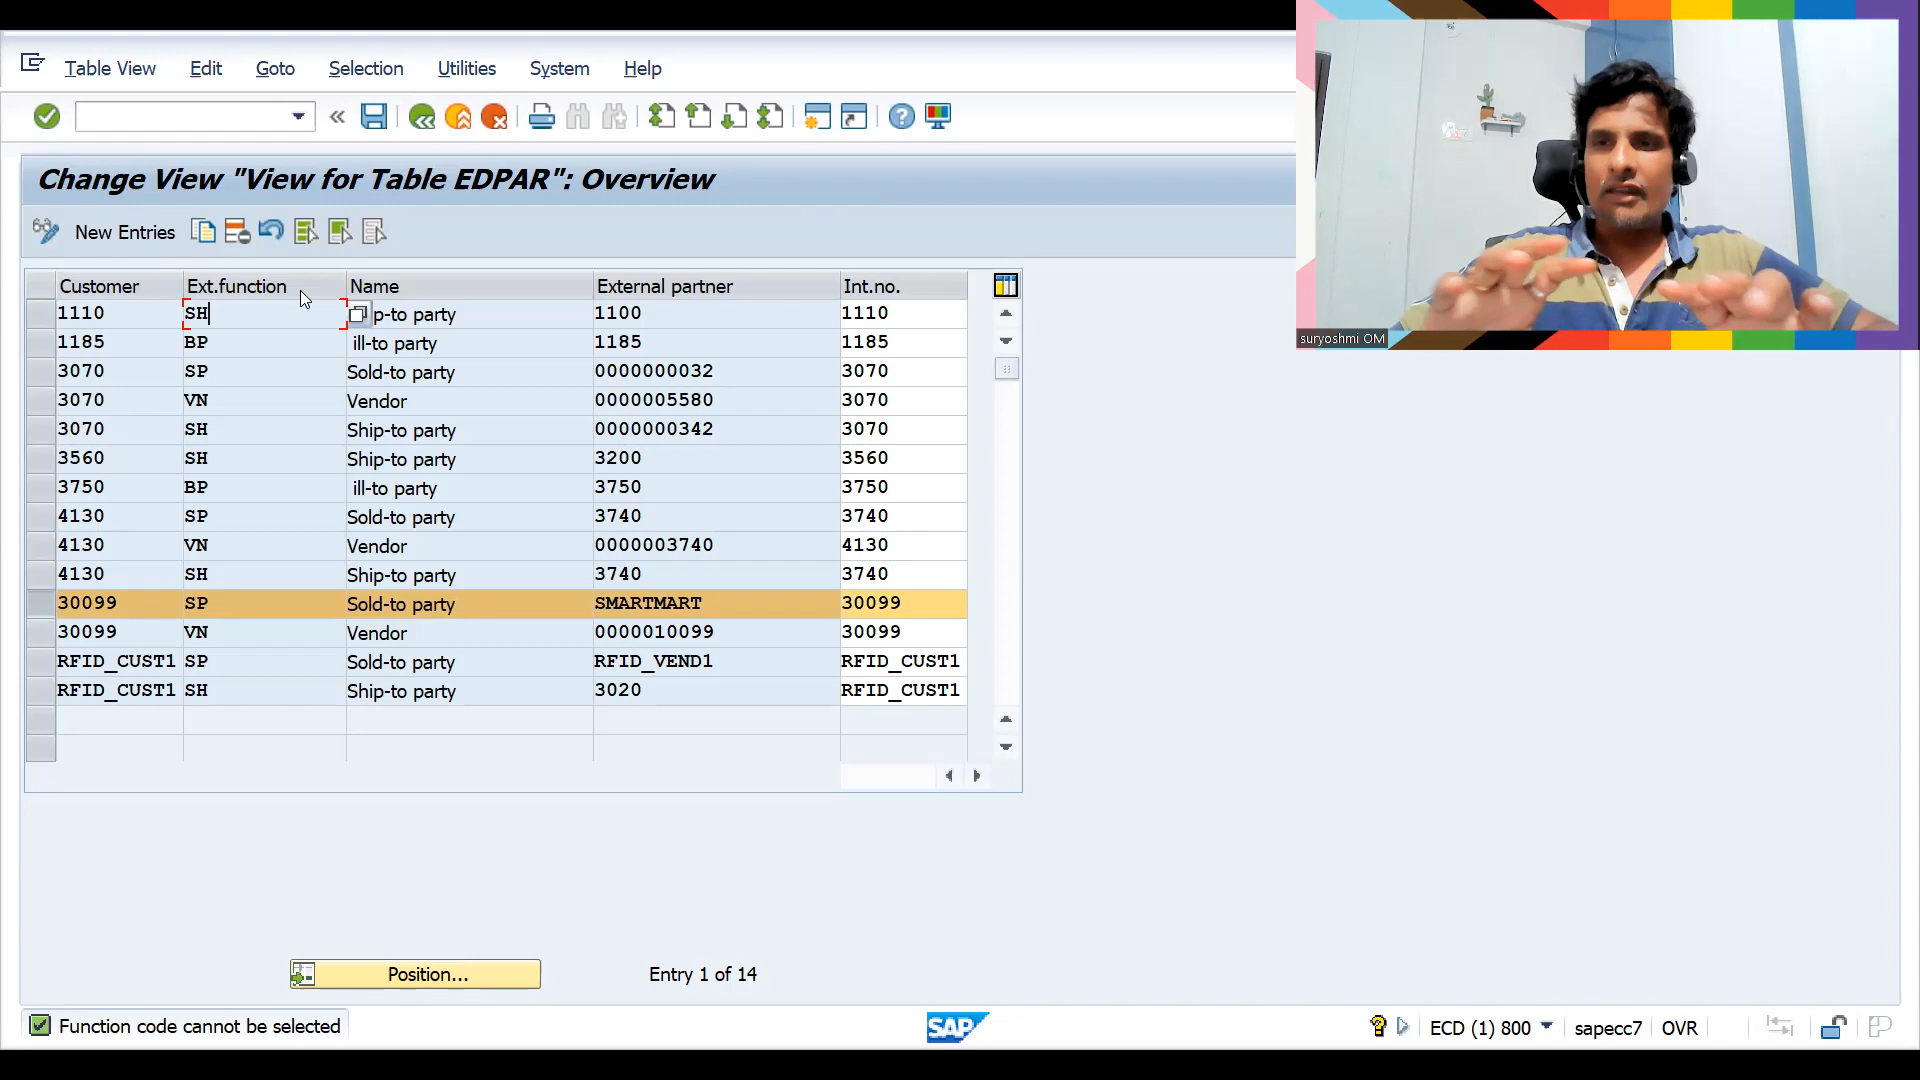 Table View Edit Goto Selection Utilities System Help
Change View "View for Table EDPAR": Overview
New Entries
Customer Ext.function Name External partner Int.no.
1110 SH p-to party 1100 1110
1185 BP ill-to party 1185 1185
3070 SP Sold-to party 0000000032 3070
3070 VN Vendor 0000005580 3070
3070 SH Ship-to party 0000000342 3070
3560 SH Ship-to party 3200 3560
3750 BP ill-to party 3750 3750
4130 SP Sold-to party 3740 3740
4130 VN Vendor 0000003740 4130
4130 SH Ship-to party 3740 3740
30099 SP Sold-to party SMARTMART 30099
30099 VN Vendor 0000010099 30099
RFID_CUST1 SP Sold-to party RFID_VEND1 RFID_CUST1
RFID_CUST1 SH Ship-to party 3020 RFID_CUST1
Position... Entry 1 of 14
Function code cannot be selected
SAP
ECD (1) 800 sapecc7 OVR
suryoshmi OM